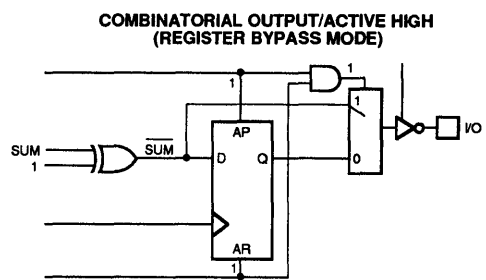 COMBINATORIAL OUTPUT/ACTIVE HIGH
(REGISTER BYPASS MODE)
1
1
AP
1
I/O
SUM
1
SUM
D
Q
0
AR
1